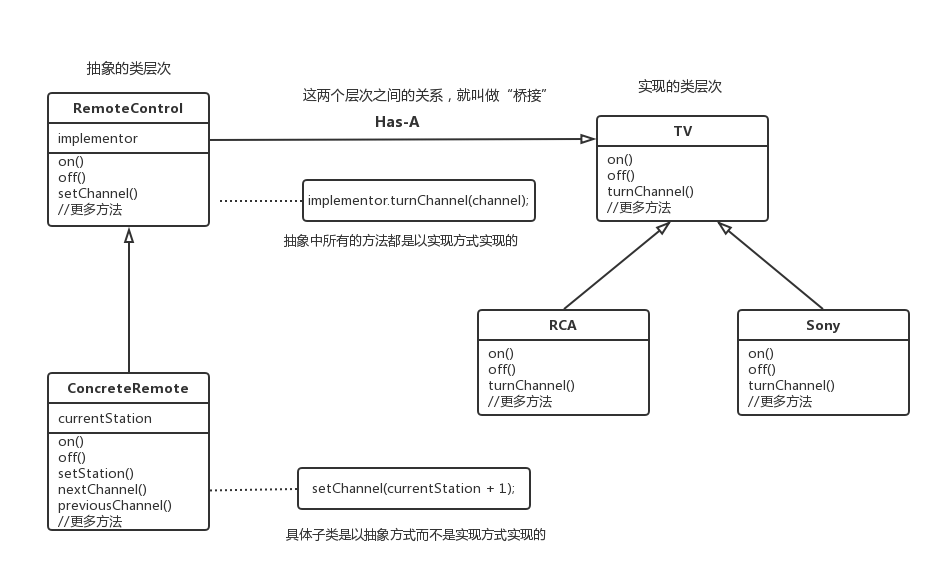 抽象的类层次
RemoteControl
implementor
on()
off()
setChannel()
//更多方法
这两个层次之间的关系，就叫做“桥接”
Has-A
implementor.turnChannel(channel);
抽象中所有的方法都是以实现方式实现的
实现的类层次
TV
on()
off()
turnChannel()
//更多方法
RCA
on()
off()
turnChannel()
//更多方法
Sony
on()
off()
turnChannel()
//更多方法
ConcreteRemote
currentStation
on()
off()
setStation()
nextChannel()
previousChannel()
//更多方法
setChannel(currentStation + 1);
具体子类是以抽象方式而不是实现方式实现的